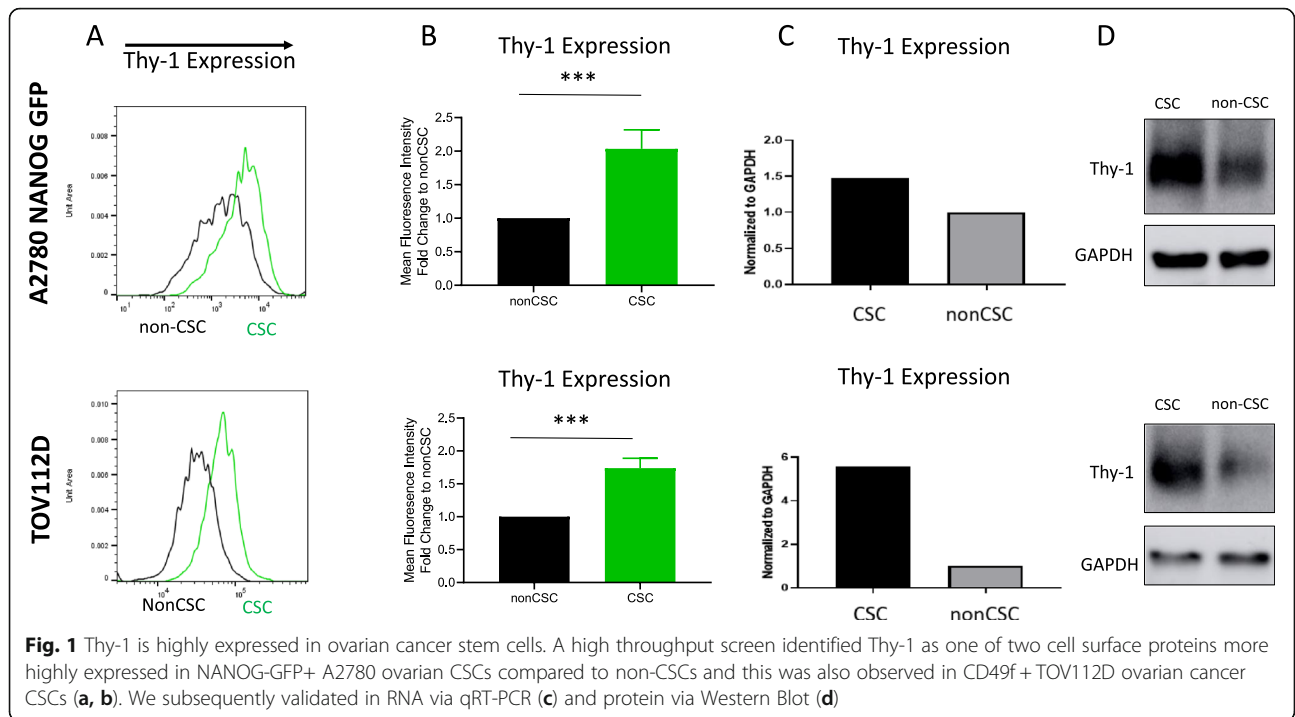 A
B
C
D
Thy-1 Expression
Thy-1 Expression
Thy-1 Expression
A2780 NANOG GFP
Unit Area
0.008
0.006
0.004
0.002
0
10¹
10²
10³
10⁴
non-CSC
CSC
***
Mean Fluoresence Intensity
Fold Change to nonCSC
2.5
2.0
1.5
1.0
0.5
0.0
nonCSC
CSC
Normalized to GAPDH
2.0
1.5
1.0
0.5
0.0
CSC
nonCSC
CSC
non-CSC
Thy-1
GAPDH
TOV112D
Unit Area
0.010
0.008
0.006
0.004
0.002
0
10⁴
10⁵
NonCSC
CSC
Thy-1 Expression
***
Mean Fluoresence Intensity
Fold Change to nonCSC
2.5
2.0
1.5
1.0
0.5
0.0
nonCSC
CSC
Thy-1 Expression
Normalized to GAPDH
6
4
2
0
CSC
nonCSC
CSC
non-CSC
Thy-1
GAPDH
Fig. 1 Thy-1 is highly expressed in ovarian cancer stem cells. A high throughput screen identified Thy-1 as one of two cell surface proteins more
highly expressed in NANOG-GFP+ A2780 ovarian CSCs compared to non-CSCs and this was also observed in CD49f + TOV112D ovarian cancer
CSCs (a, b). We subsequently validated in RNA via qRT-PCR (c) and protein via Western Blot (d)